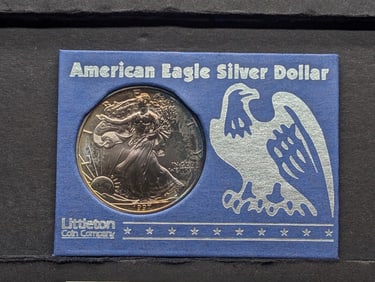 American Eagle Silver Dollar
Littleton
Coin Company